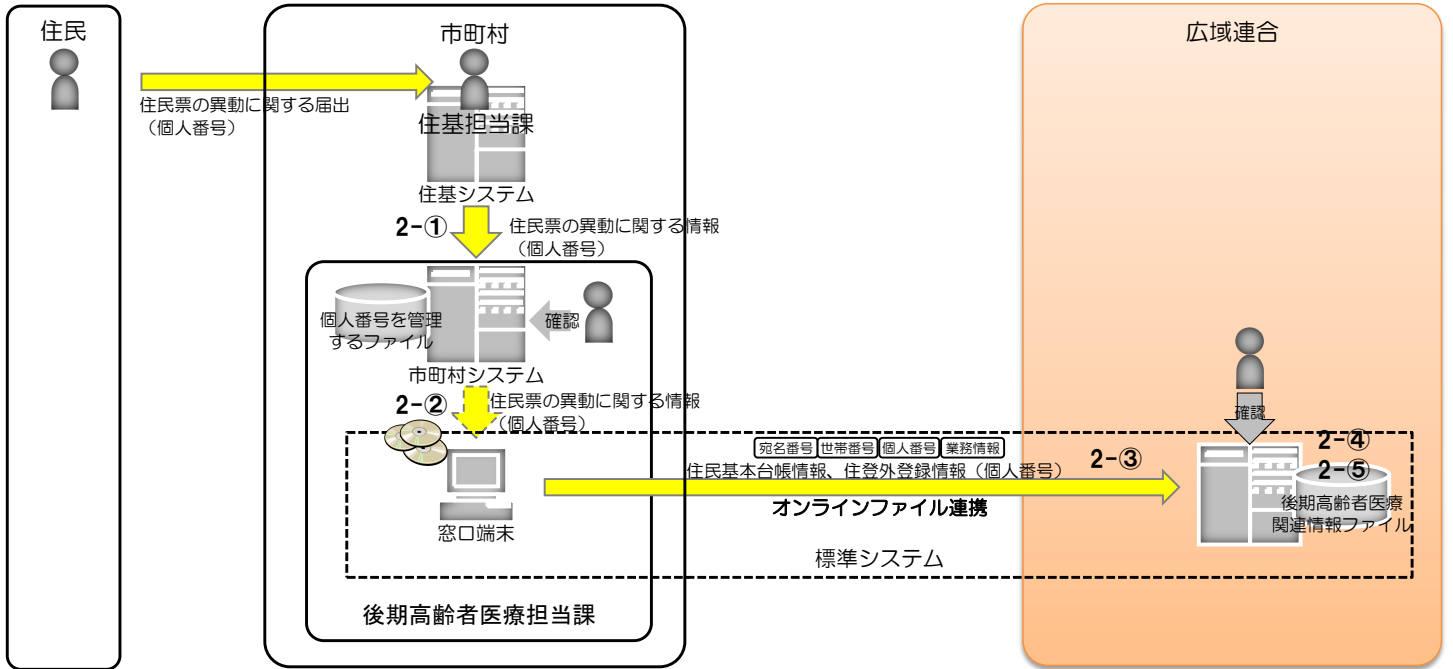 住民
市町村
広域連合
住民票の異動に関する届出
（個人番号）
住基担当課
住基システム
2-①
住民票の異動に関する情報
（個人番号）
個人番号を管理
するファイル
確認
市町村システム
2-②
住民票の異動に関する情報
（個人番号）
確認
宛名番号 世帯番号 個人番号 業務情報
住民基本台帳情報、住登外登録情報（個人番号）
2-③
2-④
2-⑤
オンラインファイル連携
後期高齢者医療
関連情報ファイル
窓口端末
標準システム
後期高齢者医療担当課